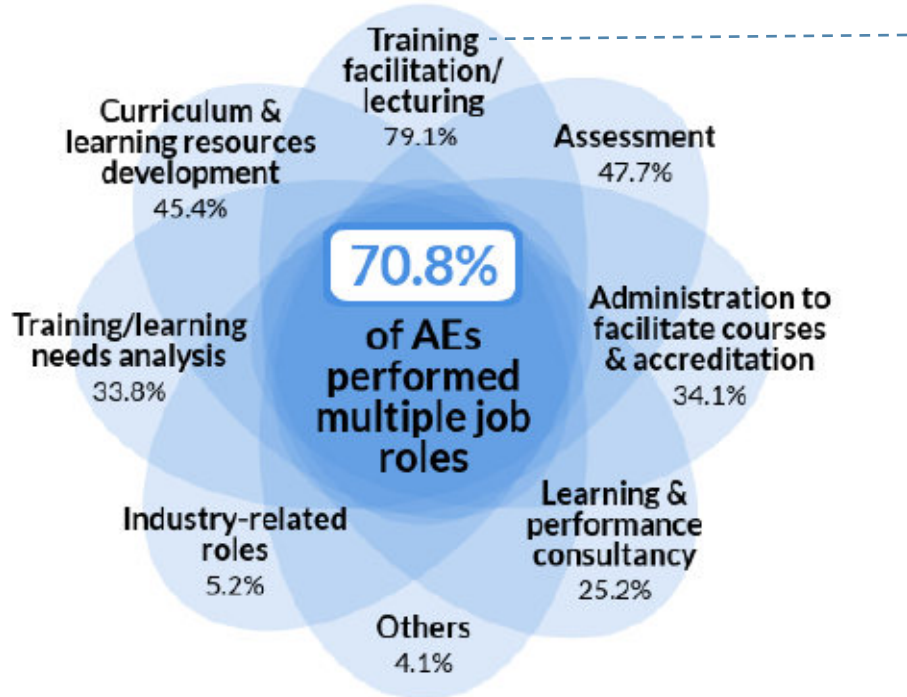 Training
facilitation/
lecturing
79.1%
Assessment
47.7%
Administration to
facilitate courses
& accreditation
34.1%
Learning &
performance
consultancy
25.2%
Others
4.1%
Industry-related
roles
5.2%
Training/learning
needs analysis
33.8%
Curriculum &
learning resources
development
45.4%
70.8%
of AEs
performed
multiple job
roles